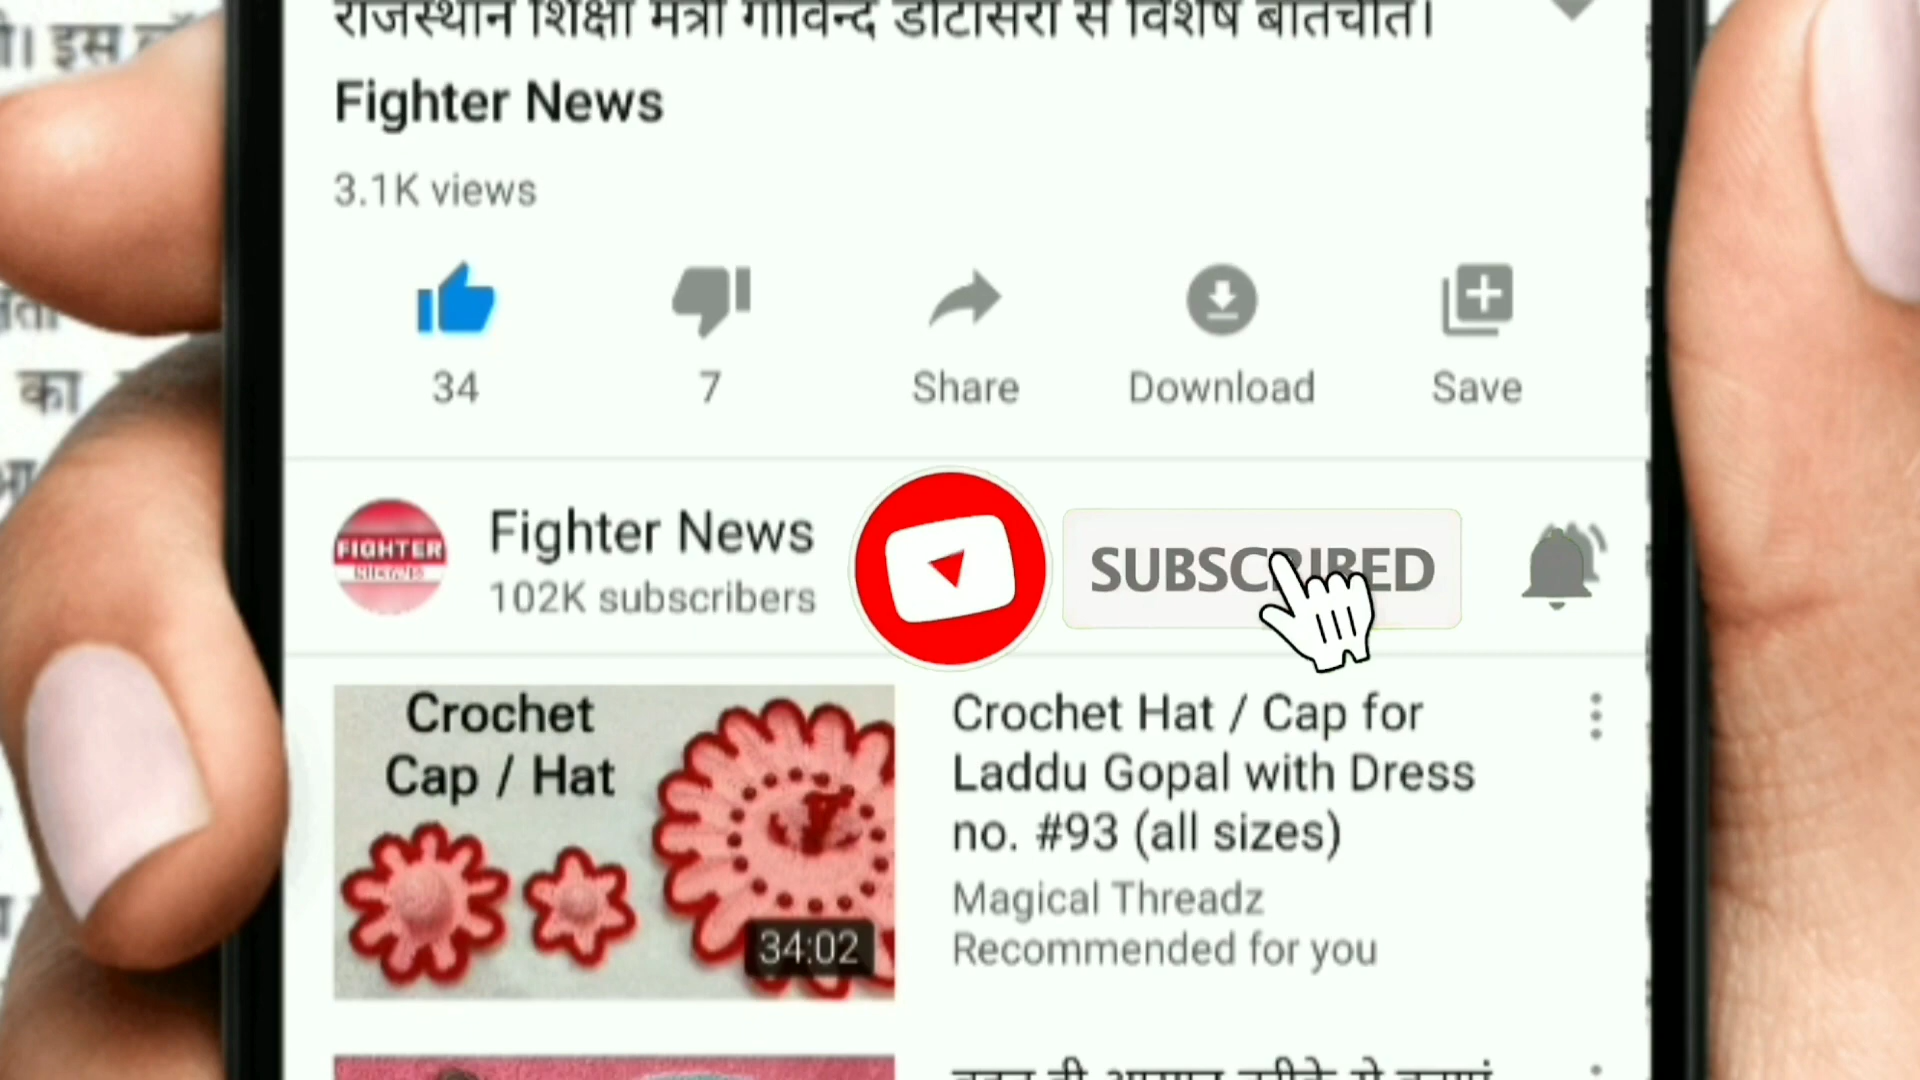 राजस्थान शिक्षा मंत्री गोविन्द डोटासरा से विशेष बातचीत।
ी। इस
Fighter News
3.1K views
34
7
Share
Download
Save
का
Fighter News
102K subscribers
FIGHTER
SUBSCRIBED
Crochet
Cap / Hat
34:02
Crochet Hat / Cap for
Laddu Gopal with Dress
no. #93 (all sizes)
Magical Threadz
Recommended for you